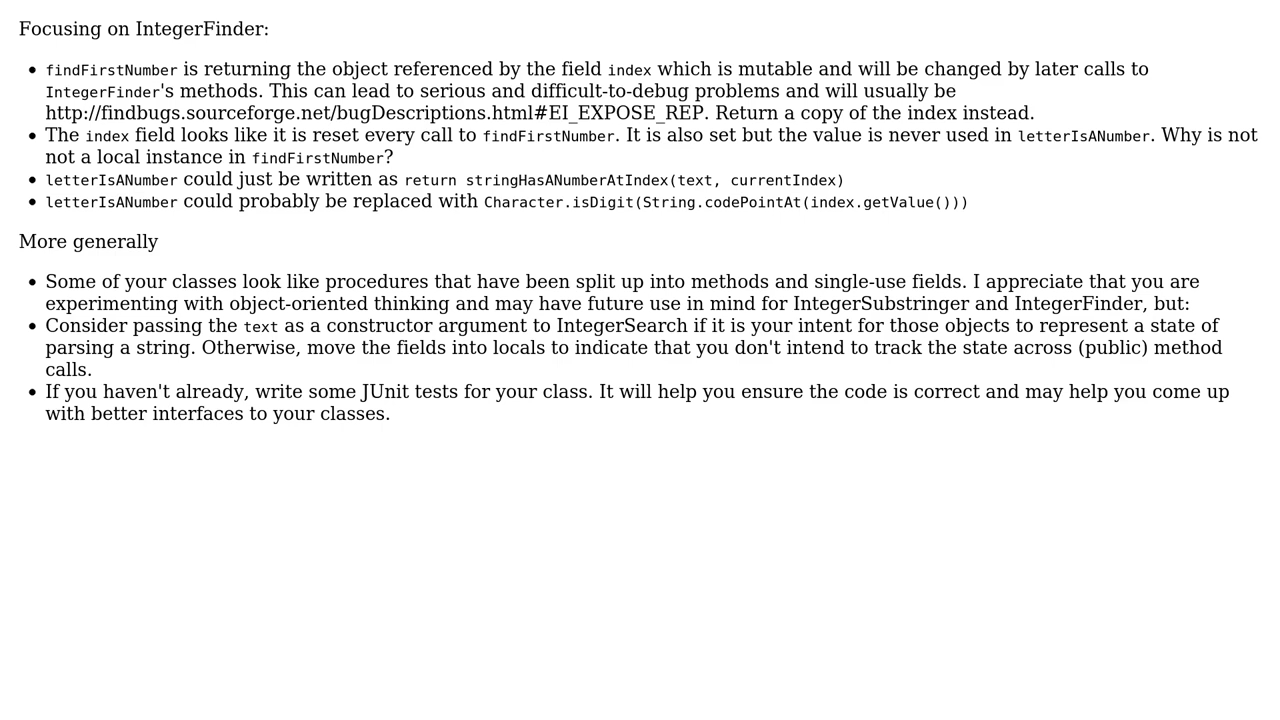 Focusing on IntegerFinder:
• findFirstNumber is returning the object referenced by the field index which is mutable and will be changed by later calls to
IntegerFinder's methods. This can lead to serious and difficult-to-debug problems and will usually be
http://findbugs.sourceforge.net/bugDescriptions.html#EI_EXPOSE_REP. Return a copy of the index instead.
• The index field looks like it is reset every call to findFirstNumber. It is also set but the value is never used in letterIsANumber. Why is not
not a local instance in findFirstNumber?
• letterIsANumber could just be written as return stringHasANumberAtIndex(text, currentIndex)
• letterIsANumber could probably be replaced with Character.isDigit(String.codePointAt(index.getValue()))
More generally
• Some of your classes look like procedures that have been split up into methods and single-use fields. I appreciate that you are
experimenting with object-oriented thinking and may have future use in mind for IntegerSubstringer and IntegerFinder, but:
• Consider passing the text as a constructor argument to IntegerSearch if it is your intent for those objects to represent a state of
parsing a string. Otherwise, move the fields into locals to indicate that you don't intend to track the state across (public) method
calls.
• If you haven't already, write some JUnit tests for your class. It will help you ensure the code is correct and may help you come up
with better interfaces to your classes.